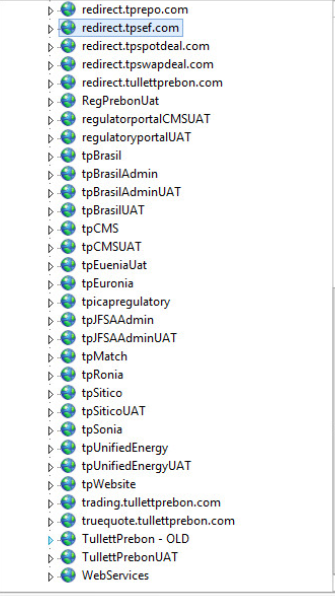 redirect.tprepo.com
redirect.tpsef.com
redirect.tpspotdeal.com
redirect.tpswapdeal.com
redirect.tullettprebon.com
RegPrebonUat
regulatorportalCMSUAT
regulatoryportalUAT
tpBrasil
tpBrasilAdmin
tpBrasilAdminUAT
tpBrasilUAT
tpCMS
tpCMSUAT
tpEueniaUat
tpEuronia
tpicapregulatory
tpJFSAAdmin
tpJFSAAdminUAT
tpMatch
tpRonia
tpSitico
tpSiticoUAT
tpSonia
tpUnifiedEnergy
tpUnifiedEnergyUAT
tpWebsite
trading.tullettprebon.com
truequote.tullettprebon.com
TullettPrebon - OLD
TullettPrebonUAT
WebServices